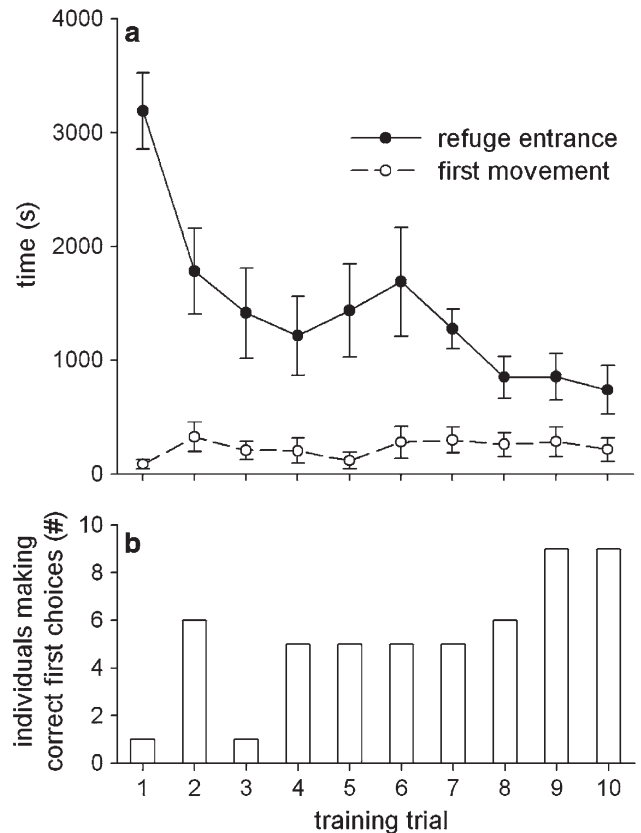 a
4000
3000
2000
1000
0
time (s)
refuge entrance
first movement
b
10
8
6
4
2
0
individuals making
correct first choices (#)
1 2 3 4 5 6 7 8 9 10
training trial